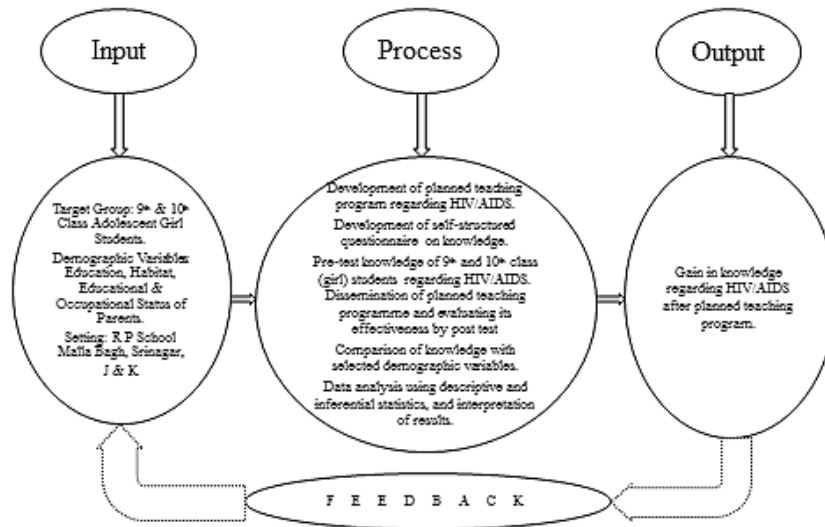 Input
Process
Output
Target Group: 9th & 10th
Class Adolescent Girl
Students.
Demographic Variables:
Education, Habitat,
Educational &
Occupational Status of
Parents.
Setting: R.P School
Malla Bagh, Srinagar,
J & K
Development of planned teaching
program regarding HIV/AIDS.
Development of self-structured
questionnaire on knowledge.
Pre-test knowledge of 9th and 10th class
(girl) students regarding HIV/AIDS.
Dissemination of planned teaching
programme and evaluating its
effectiveness by post test
Comparison of knowledge with
selected demographic variables.
Data analysis using descriptive and
inferential statistics, and interpretation
of results.
Gain in knowledge
regarding HIV/AIDS
after planned teaching
program.
F E E D B A C K